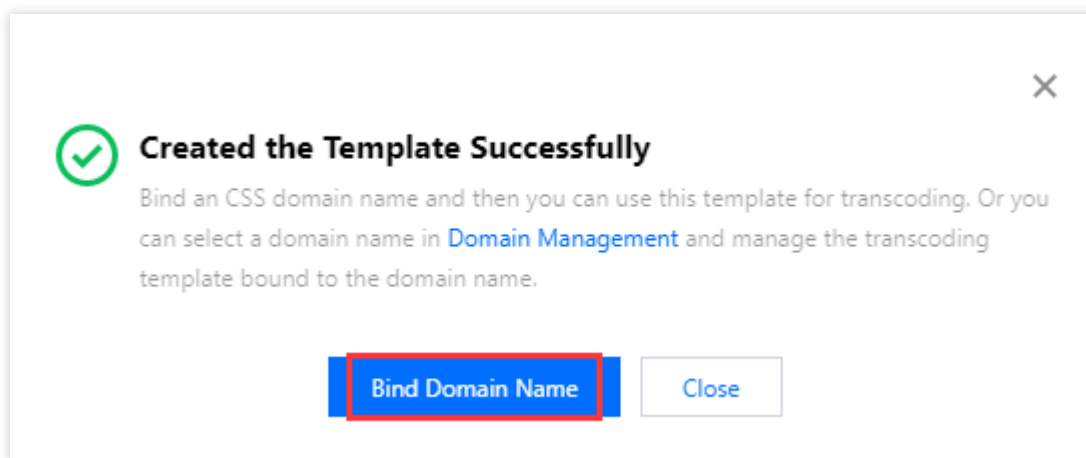 Created the Template Successfully
Bind an CSS domain name and then you can use this template for transcoding. Or you
can select a domain name in Domain Management and manage the transcoding
template bound to the domain name.
Bind Domain Name
Close